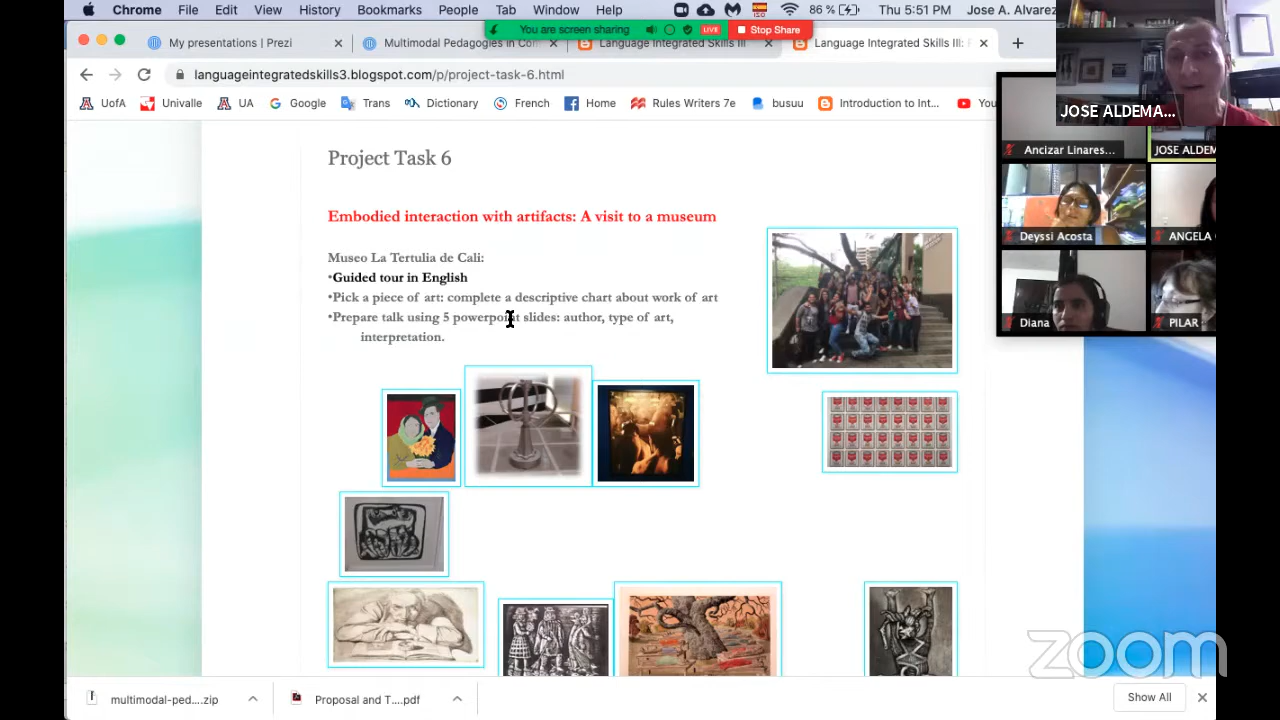 Chrome File Edit View History Bookmarks People Tab Window Help 86 % Thu 5:51 PM Jose A. Alvarez
ISO
You are screen sharing LIVE Stop Share
My presentations | Prezi
Multimodal Pedagogies in Con
Language Integrated Skills III
Language Integrated Skills III: F
languageintegratedskills3.blogspot.com/p/project-task-6.html
UofA Univalle UA Google Trans Dictionary French Home Rules Writers 7e busuu Introduction to Int... You
JOSE ALDEMA...
Ancizar Linares...
JOSE ALDEM
Deyssi Acosta
ANGELA
Diana
PILAR
Project Task 6
Embodied interaction with artifacts: A visit to a museum
Museo La Tertulia de Cali:
•Guided tour in English
•Pick a piece of art: complete a descriptive chart about work of art
•Prepare talk using 5 powerpoint slides: author, type of art,
interpretation.
zoom
multimodal-ped....zip
Proposal and T....pdf
Show All